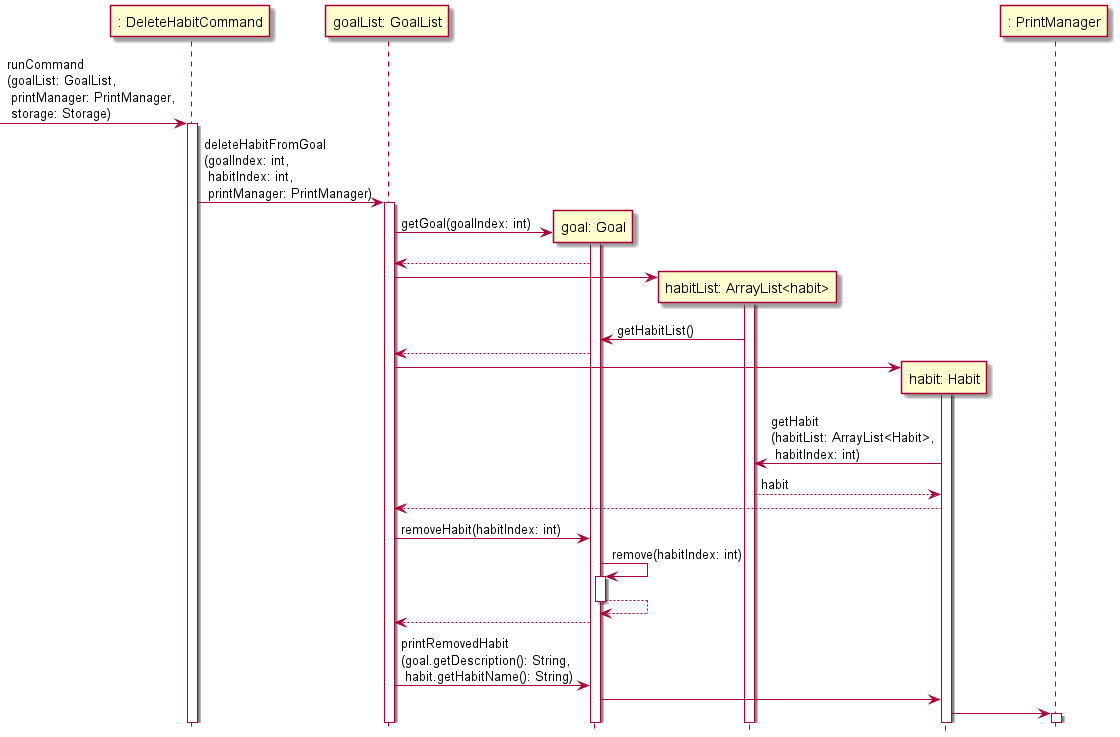 : DeleteHabitCommand
goalList: GoalList
: PrintManager
runCommand
(goalList: GoalList,
printManager: PrintManager,
storage: Storage)
deleteHabitFromGoal
(goalIndex: int,
habitIndex: int,
printManager: PrintManager)
getGoal(goalIndex: int)
goal: Goal
habitList: ArrayList<habit>
getHabitList()
habit: Habit
getHabit
(habitList: ArrayList<Habit>,
habitIndex: int)
habit
removeHabit(habitIndex: int)
remove(habitIndex: int)
printRemovedHabit
(goal.getDescription(): String,
habit.getHabitName(): String)